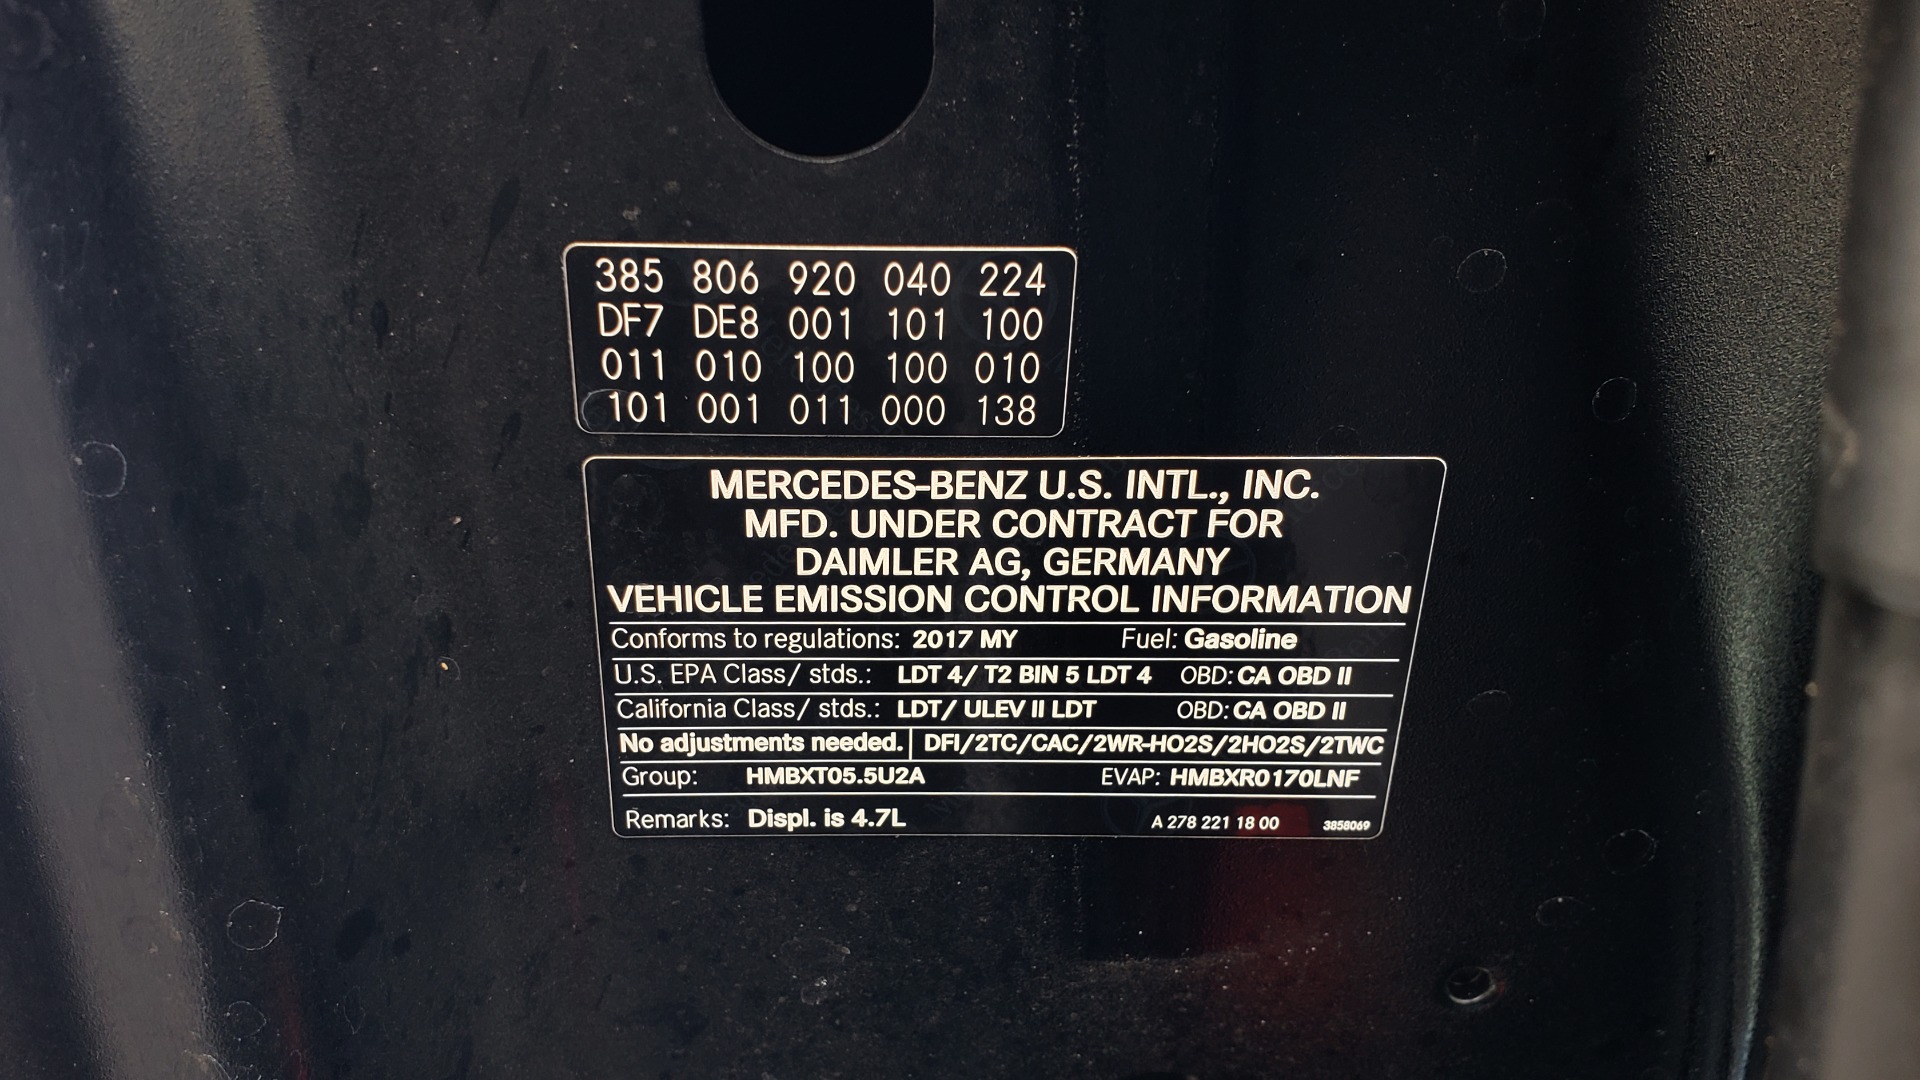 385 806 920 040 224
DF7 DE8 001 101 100
011 010 100 100 010
101 001 011 000 138
MERCEDES-BENZ U.S. INTL., INC.
MFD. UNDER CONTRACT FOR
DAIMLER AG, GERMANY
VEHICLE EMISSION CONTROL INFORMATION
Conforms to regulations: 2017 MY Fuel: Gasoline
U.S. EPA Class/ stds.: LDT 4/ T2 BIN 5 LDT 4 OBD: CA OBD II
California Class/ stds.: LDT/ ULEV II LDT OBD: CA OBD II
No adjustments needed. DFI/2TC/CAC/2WR-HO2S/2HO2S/2TWC
Group: HMBXT05.5U2A EVAP: HMBXR0170LNF
Remarks: Displ. is 4.7L A 278 221 18 00 3858069